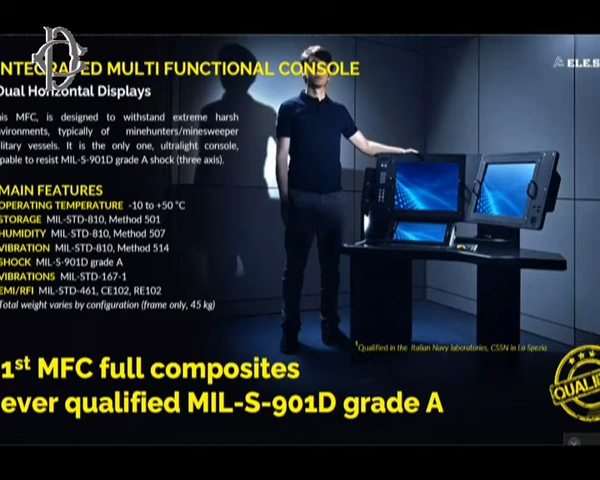 INTEGRATED MULTI FUNCTIONAL CONSOLE
Dual Horizontal Displays
ELE.S
his MFC, is designed to withstand extreme harsh
vironments, typically of minehunters/minesweeper
ilitary vessels. It is the only one, ultralight console,
pable to resist MIL-S-901D grade A shock (three axis).
MAIN FEATURES
OPERATING TEMPERATURE -10 to +50 °C
STORAGE MIL-STD-810, Method 501
HUMIDITY MIL-STD-810, Method 507
VIBRATION MIL-STD-810, Method 514
SHOCK MIL-S-901D grade A
VIBRATIONS MIL-STD-167-1
EMI/RFI MIL-STD-461, CE102, RE102
Total weight varies by configuration (frame only, 45 kg)
1Qualified in the Italian Navy laboratories, CSSN in La Spezia
1st MFC full composites
ever qualified MIL-S-901D grade A
QUALI